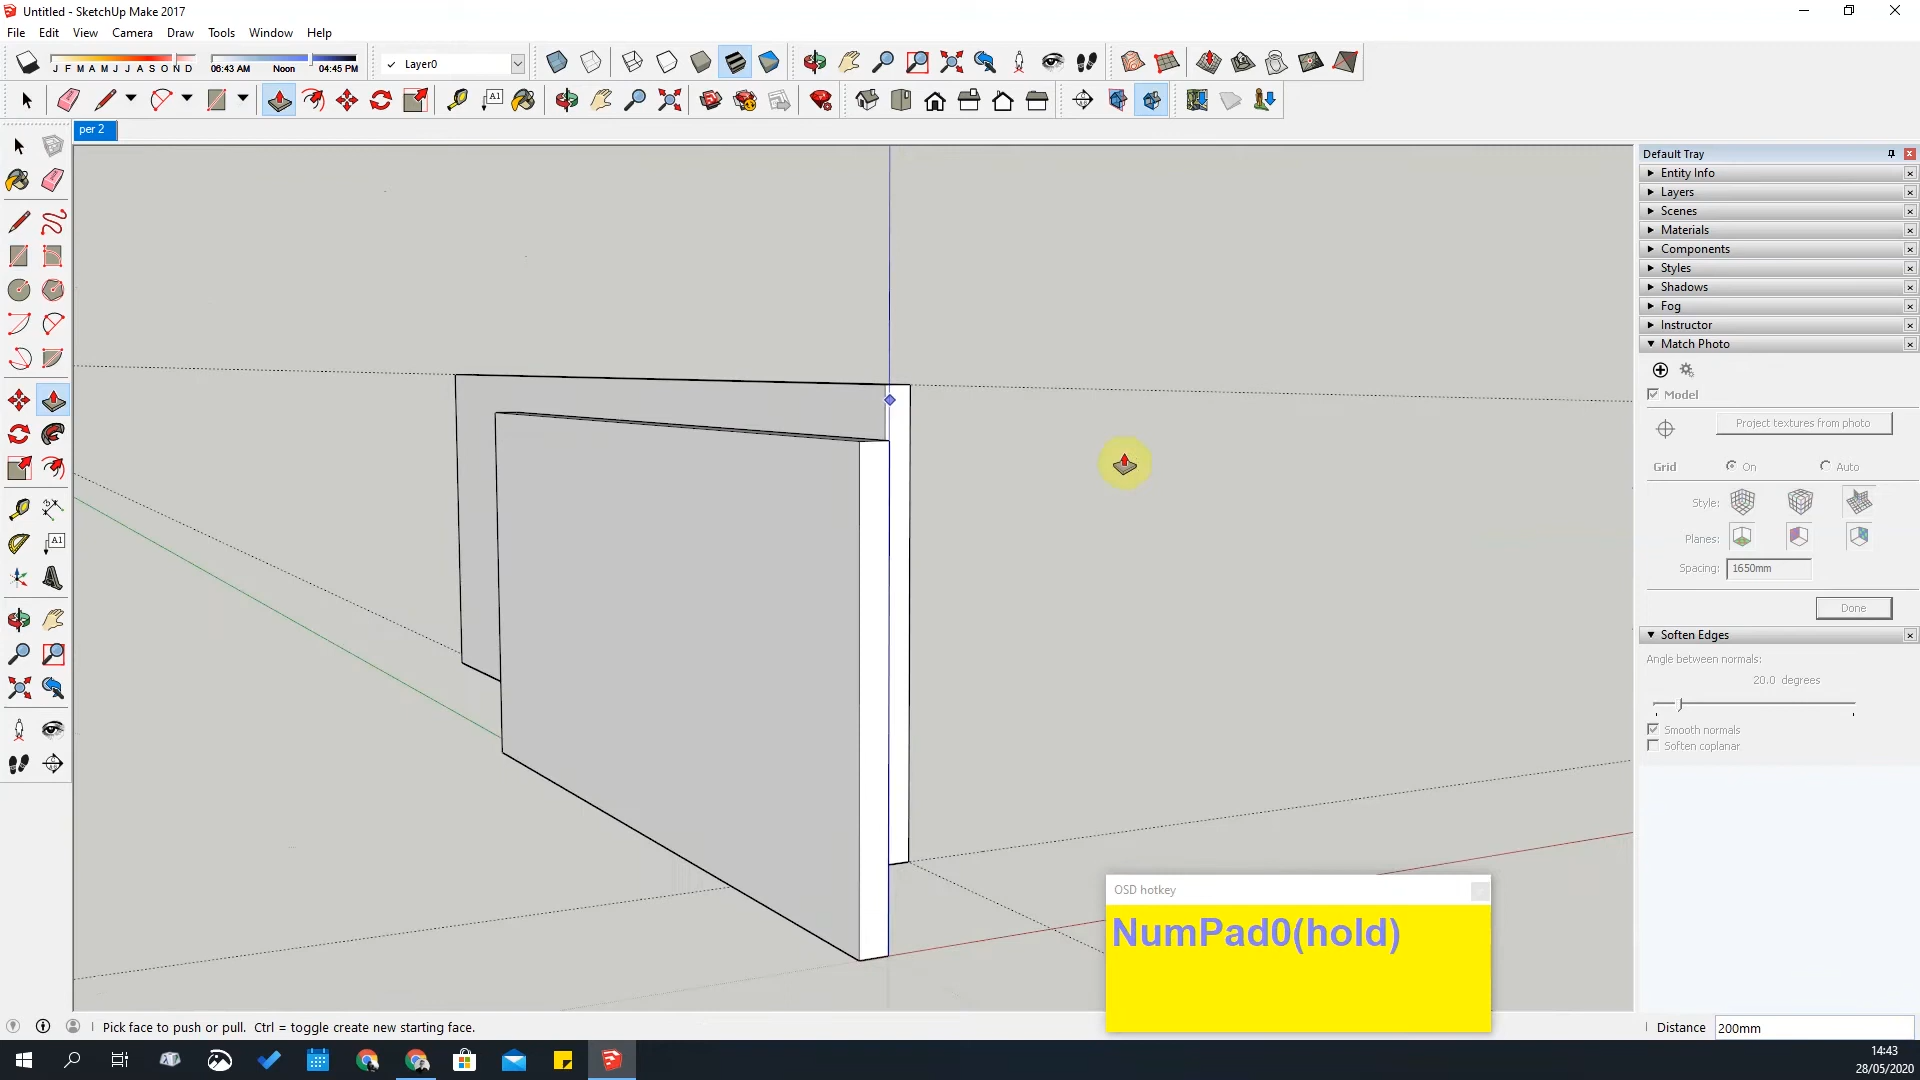 Untitled - SketchUp Make 2017
File Edit View Camera Draw Tools Window Help
J F M A M J J A S O N D
06:43 AM Noon 04:45 PM
✓ Layer0
A1
per 2
A1
Default Tray
Entity Info
Layers
Scenes
Materials
Components
Styles
Shadows
Fog
Instructor
Match Photo
Model
Project textures from photo
Grid On Auto
Style:
Planes:
Spacing: 1650mm
Done
Soften Edges
Angle between normals:
20.0 degrees
Smooth normals
Soften coplanar
OSD hotkey
NumPad0(hold)
Pick face to push or pull. Ctrl = toggle create new starting face.
Distance 200mm
14:43
28/05/2020